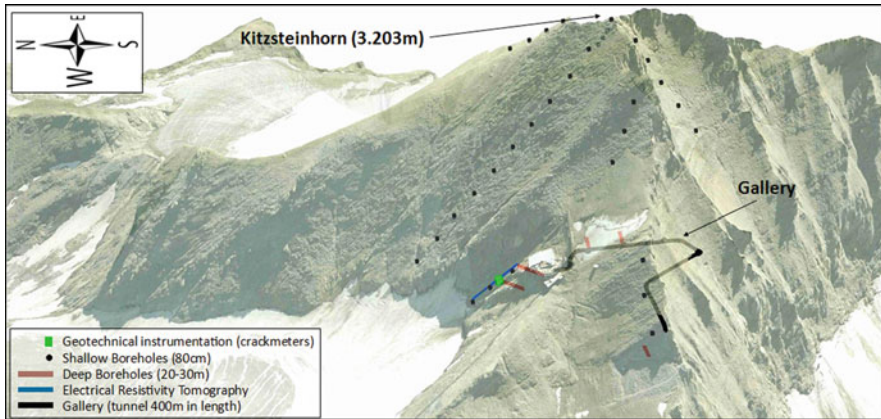 E
N
S
W
Kitzsteinhorn (3.203m)
Gallery
Geotechnical instrumentation (crackmeters)
Shallow Boreholes (80cm)
Deep Boreholes (20-30m)
Electrical Resistivity Tomography
Gallery (tunnel 400m in length)